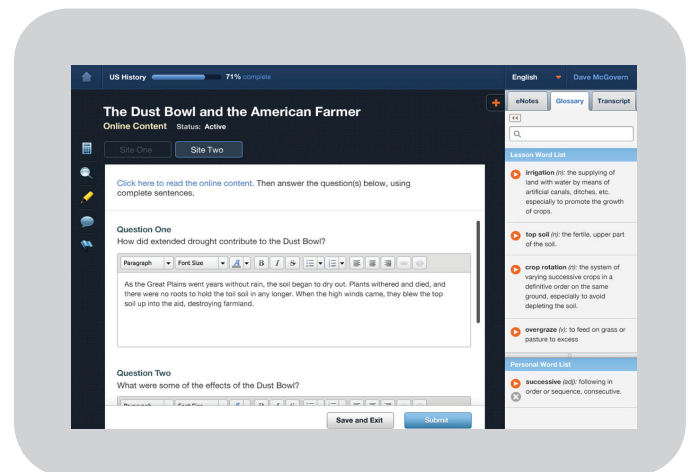 US History 71% complete English Dave McGovern
The Dust Bowl and the American Farmer
Online Content Status: Active
Site One Site Two
Click here to read the online content. Then answer the question(s) below, using
complete sentences.
Question One
How did extended drought contribute to the Dust Bowl?
Paragraph Font Size A B I S
As the Great Plains went years without rain, the soil began to dry out. Plants withered and died, and
there were no roots to hold the toil soil in any longer. When the high winds came, they blew the top
soil up into the aid, destroying farmland.
Question Two
What were some of the effects of the Dust Bowl?
Paragraph Font Size A B I S
Save and Exit Submit
eNotes Glossary Transcript
Lesson Word List
irrigation (n): the supplying of
land with water by means of
artificial canals, ditches, etc.
especially to promote the growth
of crops.
top soil (n): the fertile, upper part
of the soil.
crop rotation (n): the system of
varying successive crops in a
definitive order on the same
ground, especially to avoid
depleting the soil.
overgraze (v): to feed on grass or
pasture to excess
Personal Word List
successive (adj): following in
order or sequence, consecutive.